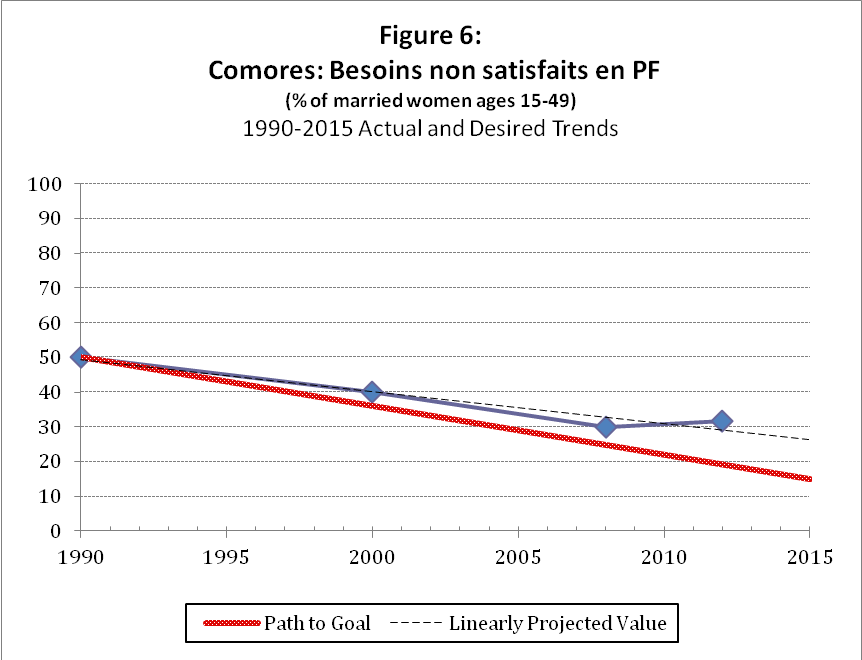 Figure 6:
Comores: Besoins non satisfaits en PF
(% of married women ages 15-49)
1990-2015 Actual and Desired Trends
100
90
80
70
60
50
40
30
20
10
0
1990 1995 2000 2005 2010 2015
Path to Goal Linearly Projected Value